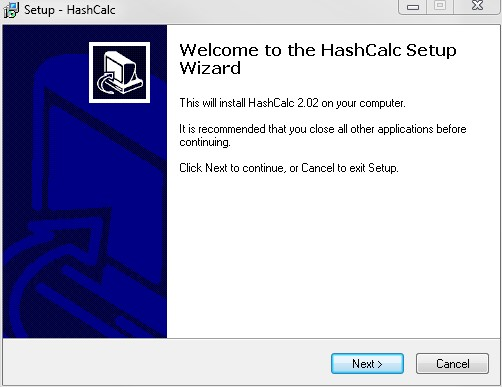 Setup - HashCalc
Welcome to the HashCalc Setup
Wizard
This will install HashCalc 2.02 on your computer.
It is recommended that you close all other applications before
continuing.
Click Next to continue, or Cancel to exit Setup.
Next >
Cancel